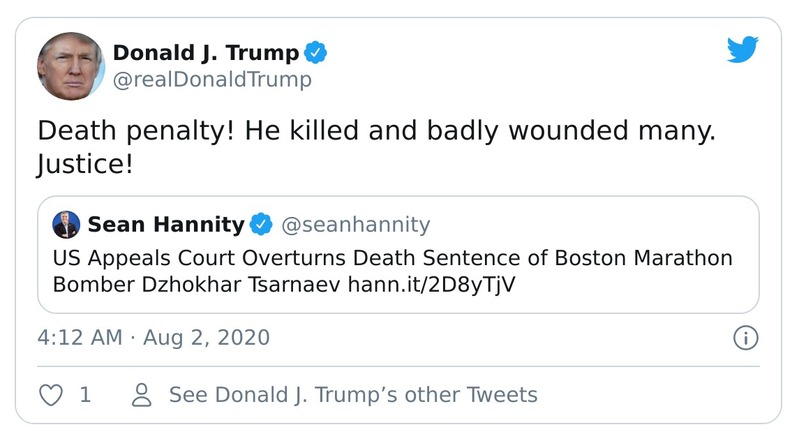 Donald J. Trump
@realDonaldTrump
Death penalty! He killed and badly wounded many.
Justice!
Sean Hannity @seanhannity
US Appeals Court Overturns Death Sentence of Boston Marathon
Bomber Dzhokhar Tsarnaev hann.it/2D8yTjV
4:12 AM · Aug 2, 2020
1 See Donald J. Trump’s other Tweets